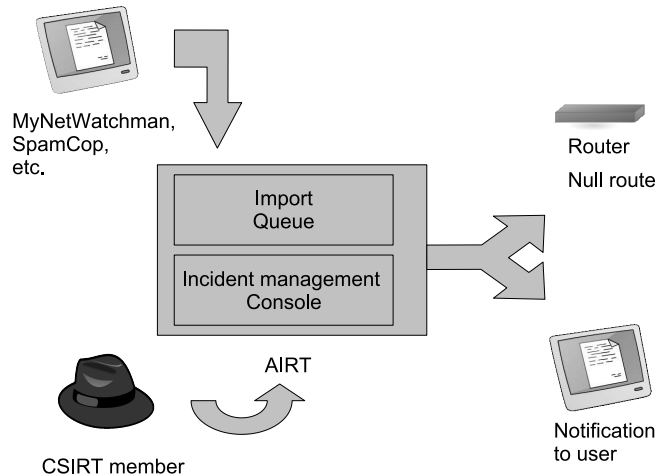 MyNetWatchman,
SpamCop,
etc.
Router
Null route
Import
Queue
Incident management
Console
AIRT
CSIRT member
Notification
to user